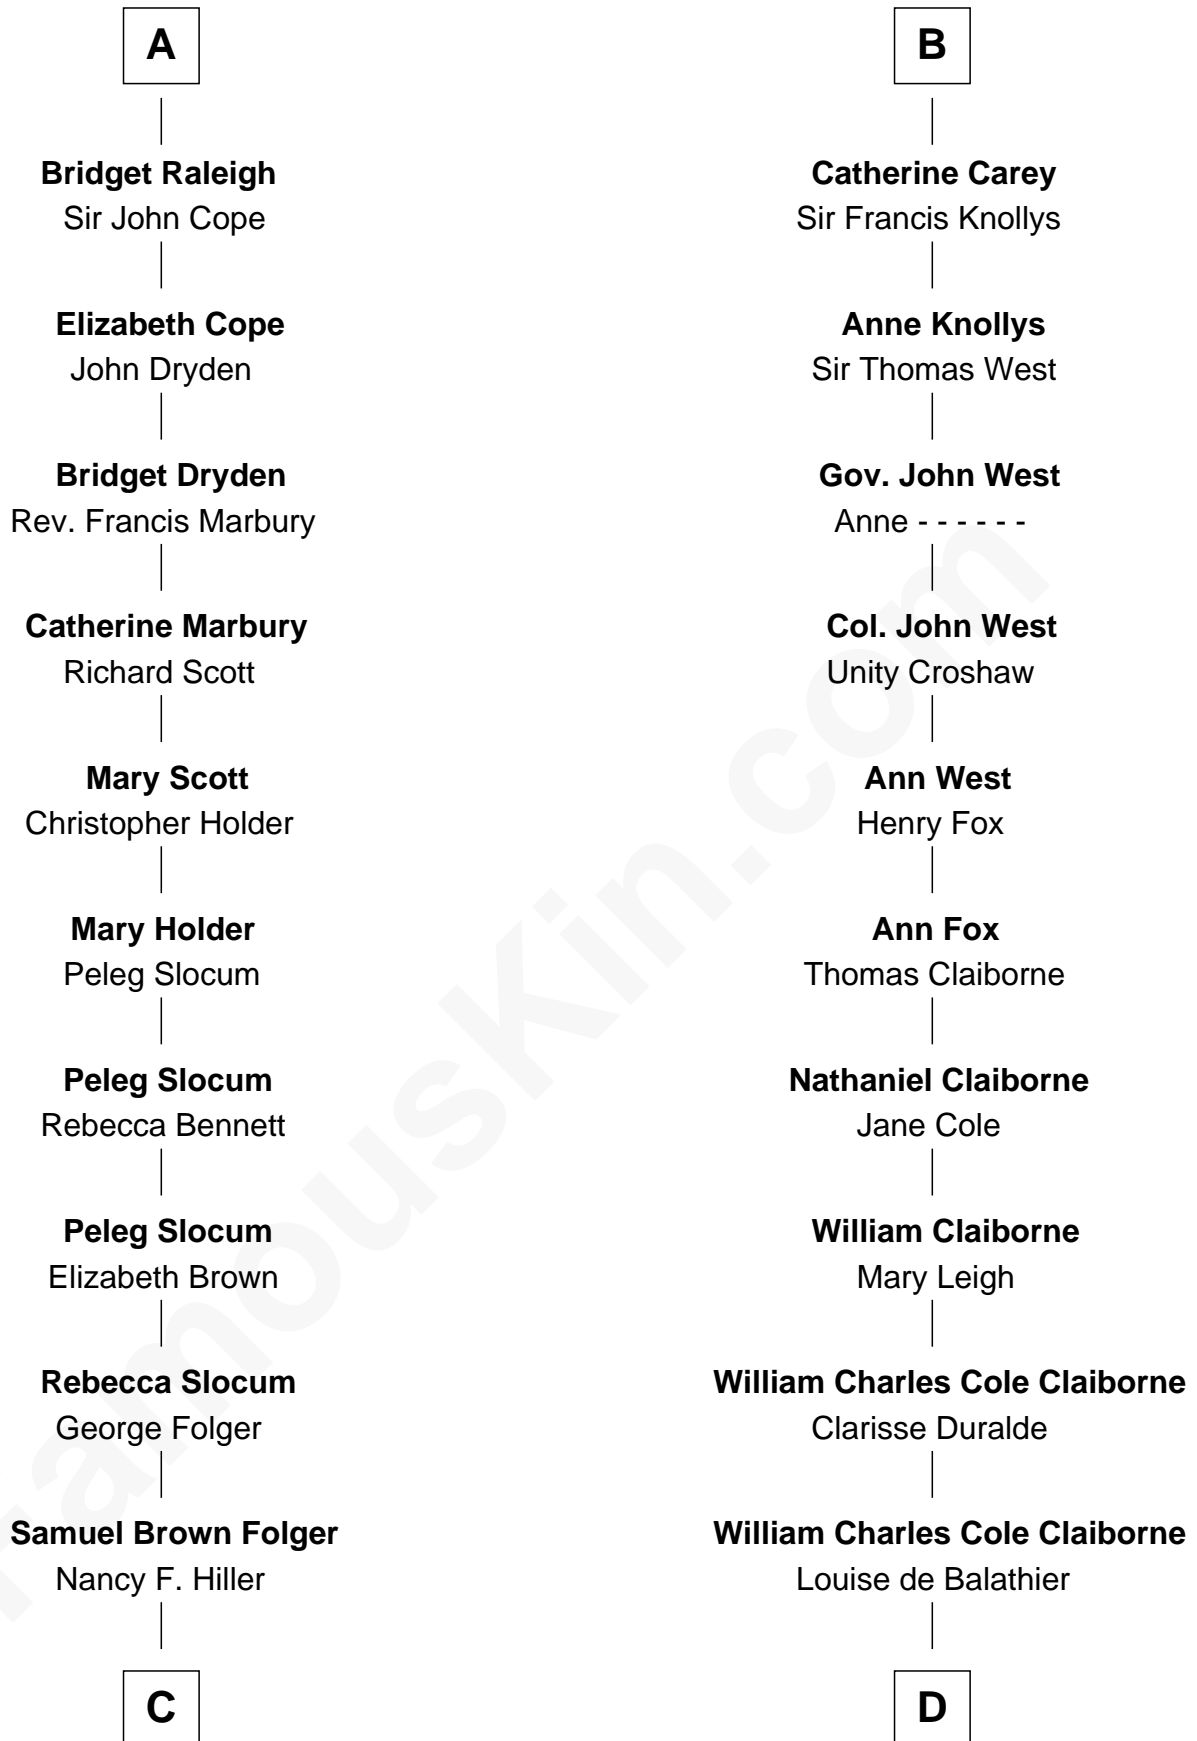 A
Bridget Raleigh
Sir John Cope
Elizabeth Cope
John Dryden
Bridget Dryden
Rev. Francis Marbury
Catherine Marbury
Richard Scott
Mary Scott
Christopher Holder
Mary Holder
Peleg Slocum
Peleg Slocum
Rebecca Bennett
Peleg Slocum
Elizabeth Brown
Rebecca Slocum
George Folger
Samuel Brown Folger
Nancy F. Hiller
C
B
Catherine Carey
Sir Francis Knollys
Anne Knollys
Sir Thomas West
Gov. John West
Anne - - - - - -
Col. John West
Unity Croshaw
Ann West
Henry Fox
Ann Fox
Thomas Claiborne
Nathaniel Claiborne
Jane Cole
William Claiborne
Mary Leigh
William Charles Cole Claiborne
Clarisse Duralde
William Charles Cole Claiborne
Louise de Balathier
D
FamousKin.com